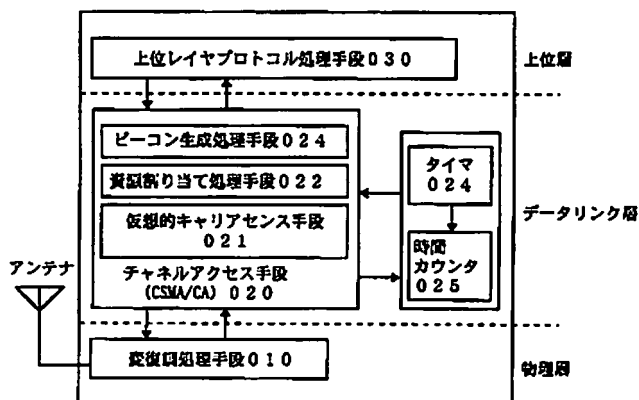 上位レイヤプロトコル処理手段030
上位層
ビーコン生成処理手段024
資源割り当て処理手段022
仮想的キャリアセンス手段
021
チャネルアクセス手段
(CSMA/CA) 020
タイマ
024
時間
カウンタ
025
データリンク層
アンテナ
変復調処理手段010
物理層